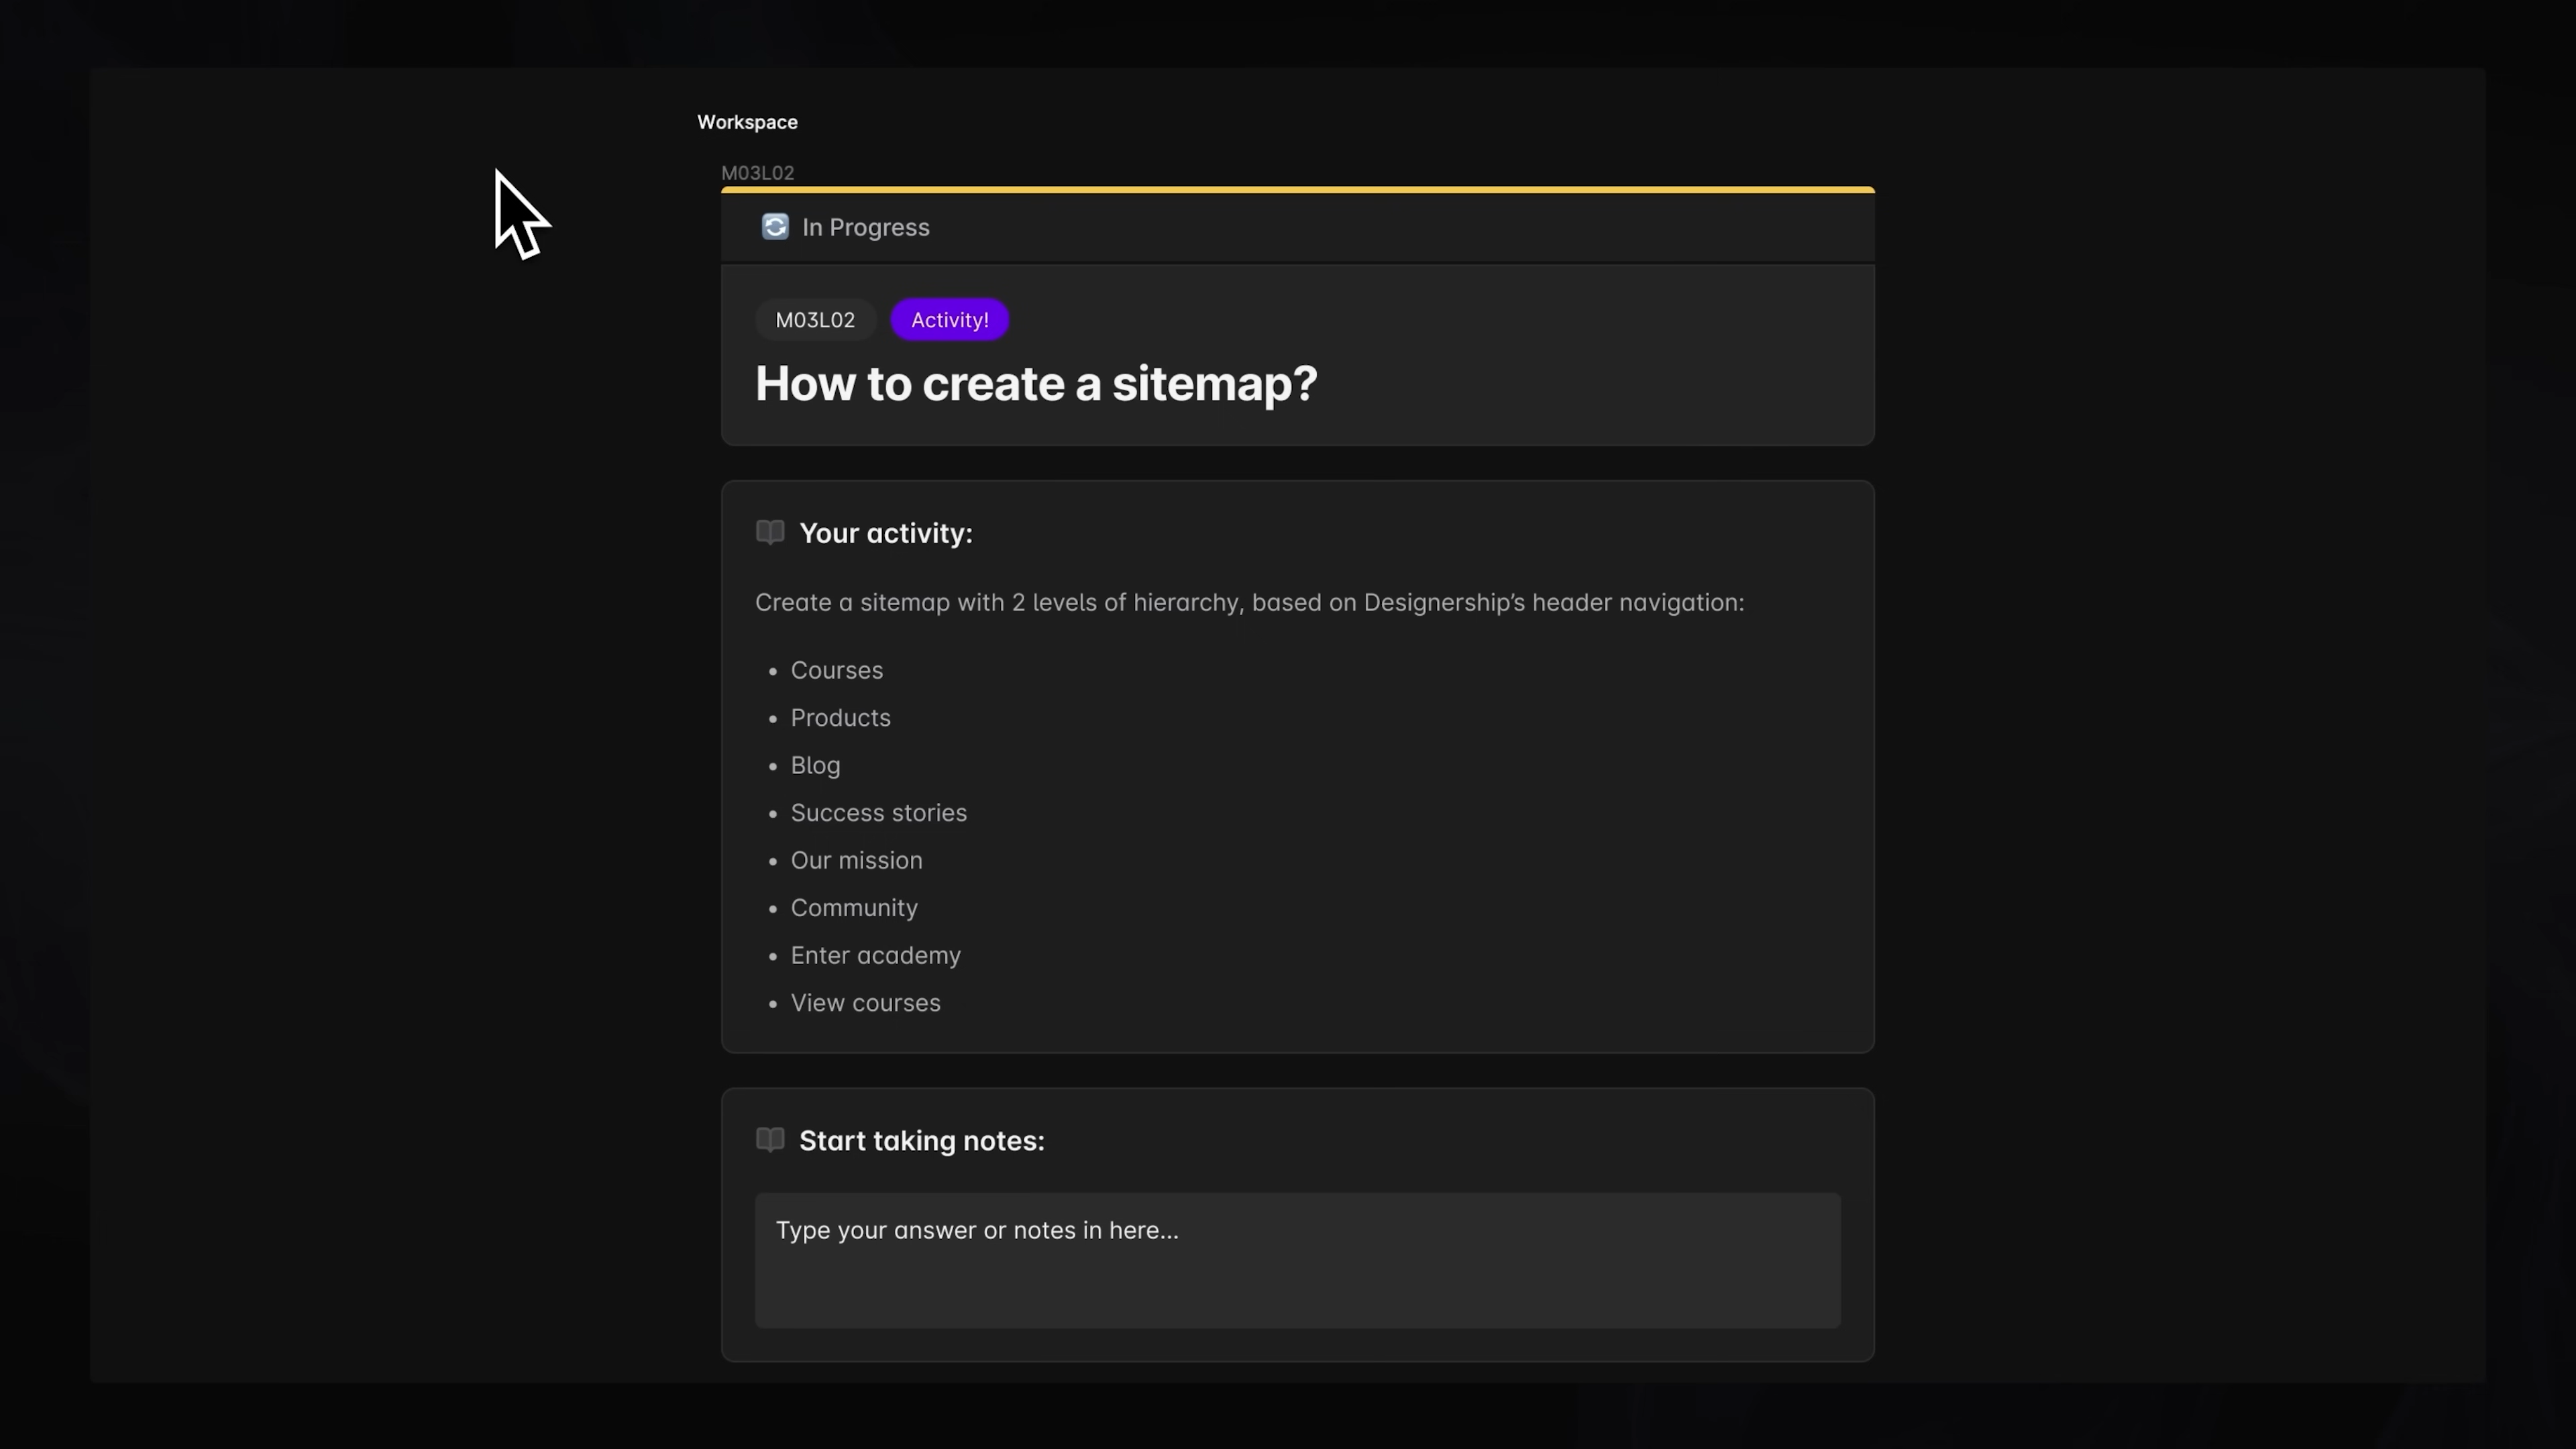 Workspace
M03L02
In Progress
M03L02 Activity!
How to create a sitemap?
Your activity:
Create a sitemap with 2 levels of hierarchy, based on Designership’s header navigation:
• Courses
• Products
• Blog
• Success stories
• Our mission
• Community
• Enter academy
• View courses
Start taking notes:
Type your answer or notes in here...